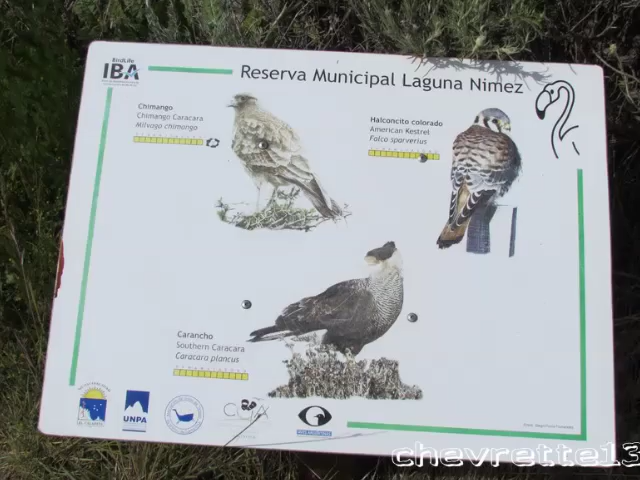 BirdLife
IBA
Reserva Municipal Laguna Nimez
Chimango
Chimango Caracara
Milvago chimango
Halconcito colorado
American Kestrel
Falco sparverius
Carancho
Southern Caracara
Caracara plancus
UNPA
chevrette13